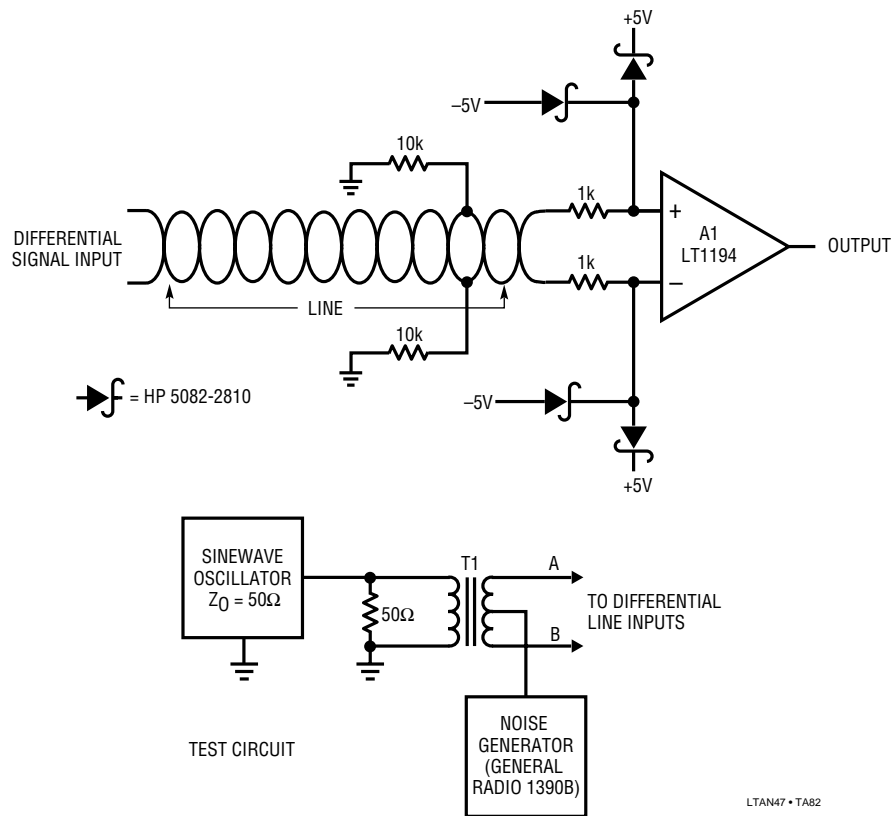 +5V
–5V
10k
1k
+
A1
LT1194
OUTPUT
DIFFERENTIAL
SIGNAL INPUT
1k
–
LINE
10k
= HP 5082-2810
–5V
+5V
SINEWAVE
OSCILLATOR
ZO = 50Ω
50Ω
T1
A
TO DIFFERENTIAL
LINE INPUTS
B
TEST CIRCUIT
NOISE
GENERATOR
(GENERAL
RADIO 1390B)
LTAN47 • TA82